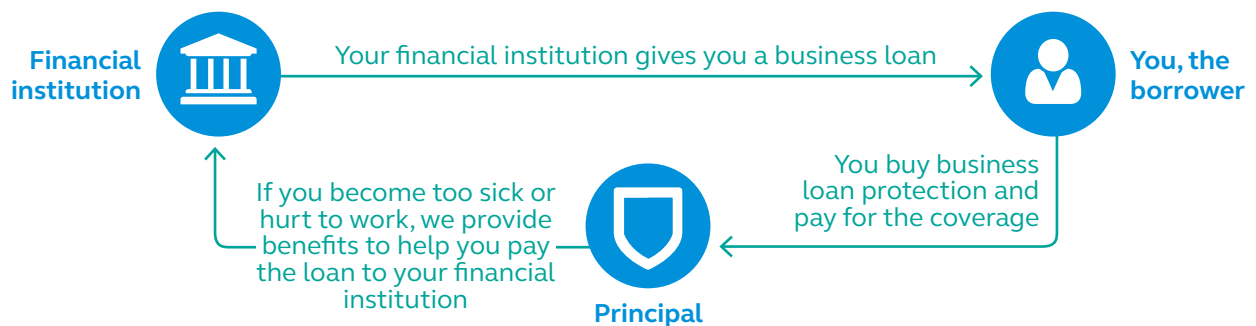 Financial
institution
Your financial institution gives you a business loan
You, the
borrower
If you become too sick or
hurt to work, we provide
benefits to help you pay
the loan to your financial
institution
You buy business
loan protection and
pay for the coverage
Principal